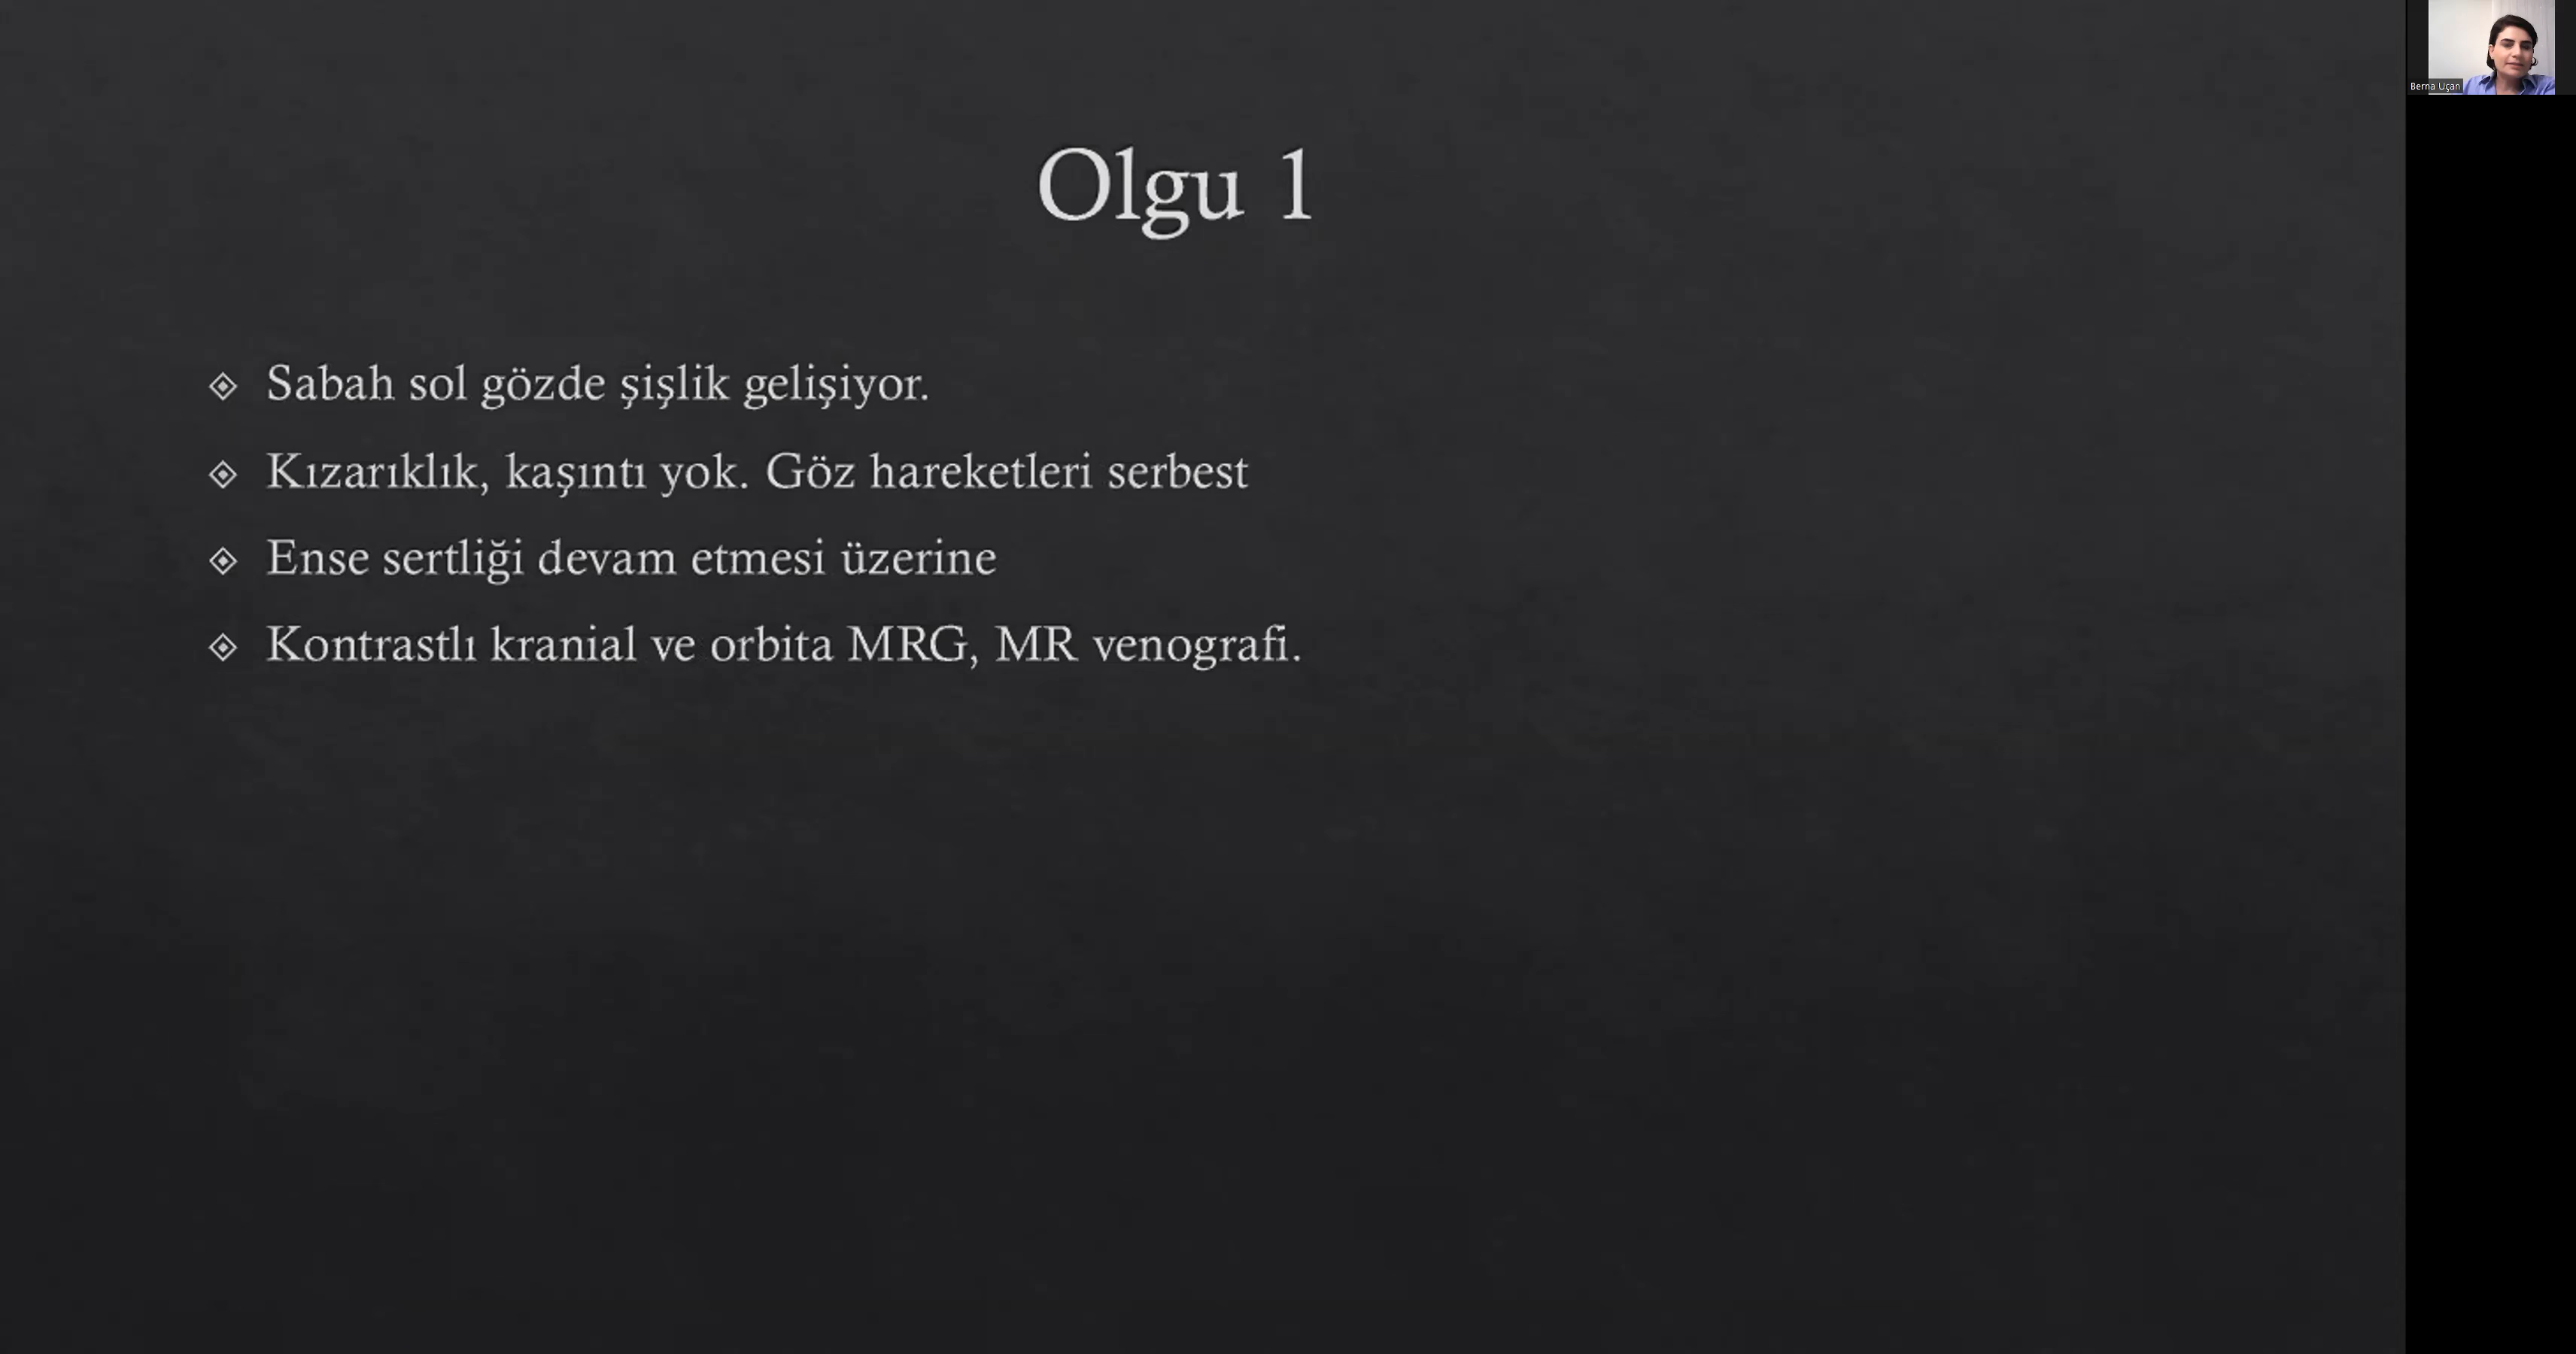 Olgu 1
Sabah sol gözde şişlik gelişiyor.
Kızarıklık, kaşıntı yok. Göz hareketleri serbest
Ense sertliği devam etmesi üzerine
Kontrastlı kranial ve orbita MRG, MR venografi.
Berna Uçan